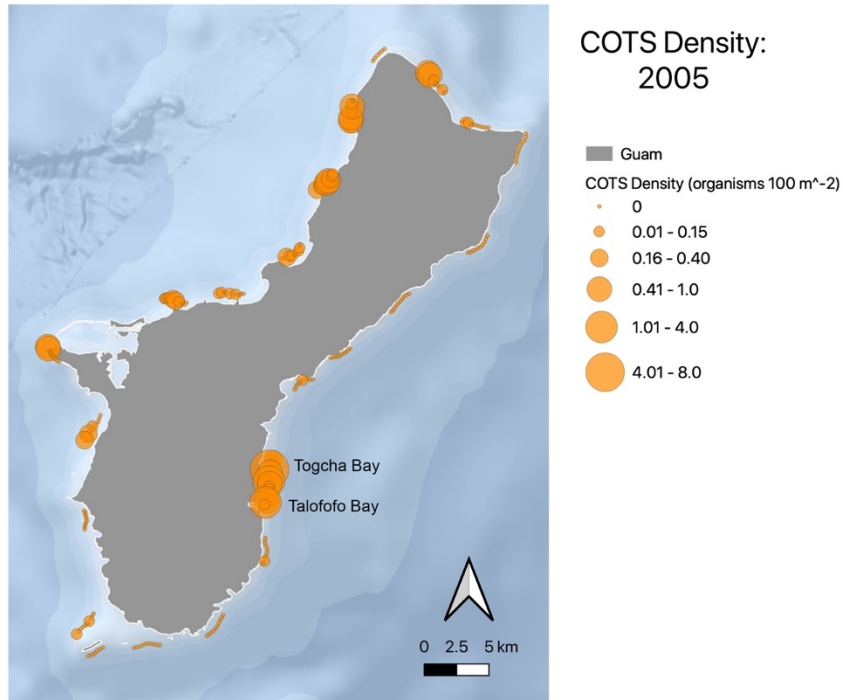 COTS Density:
2005
Guam
COTS Density (organisms 100 m^-2)
0
0.01 - 0.15
0.16 - 0.40
0.41 - 1.0
1.01 - 4.0
4.01 - 8.0
Togcha Bay
Talofofo Bay
0 2.5 5 km